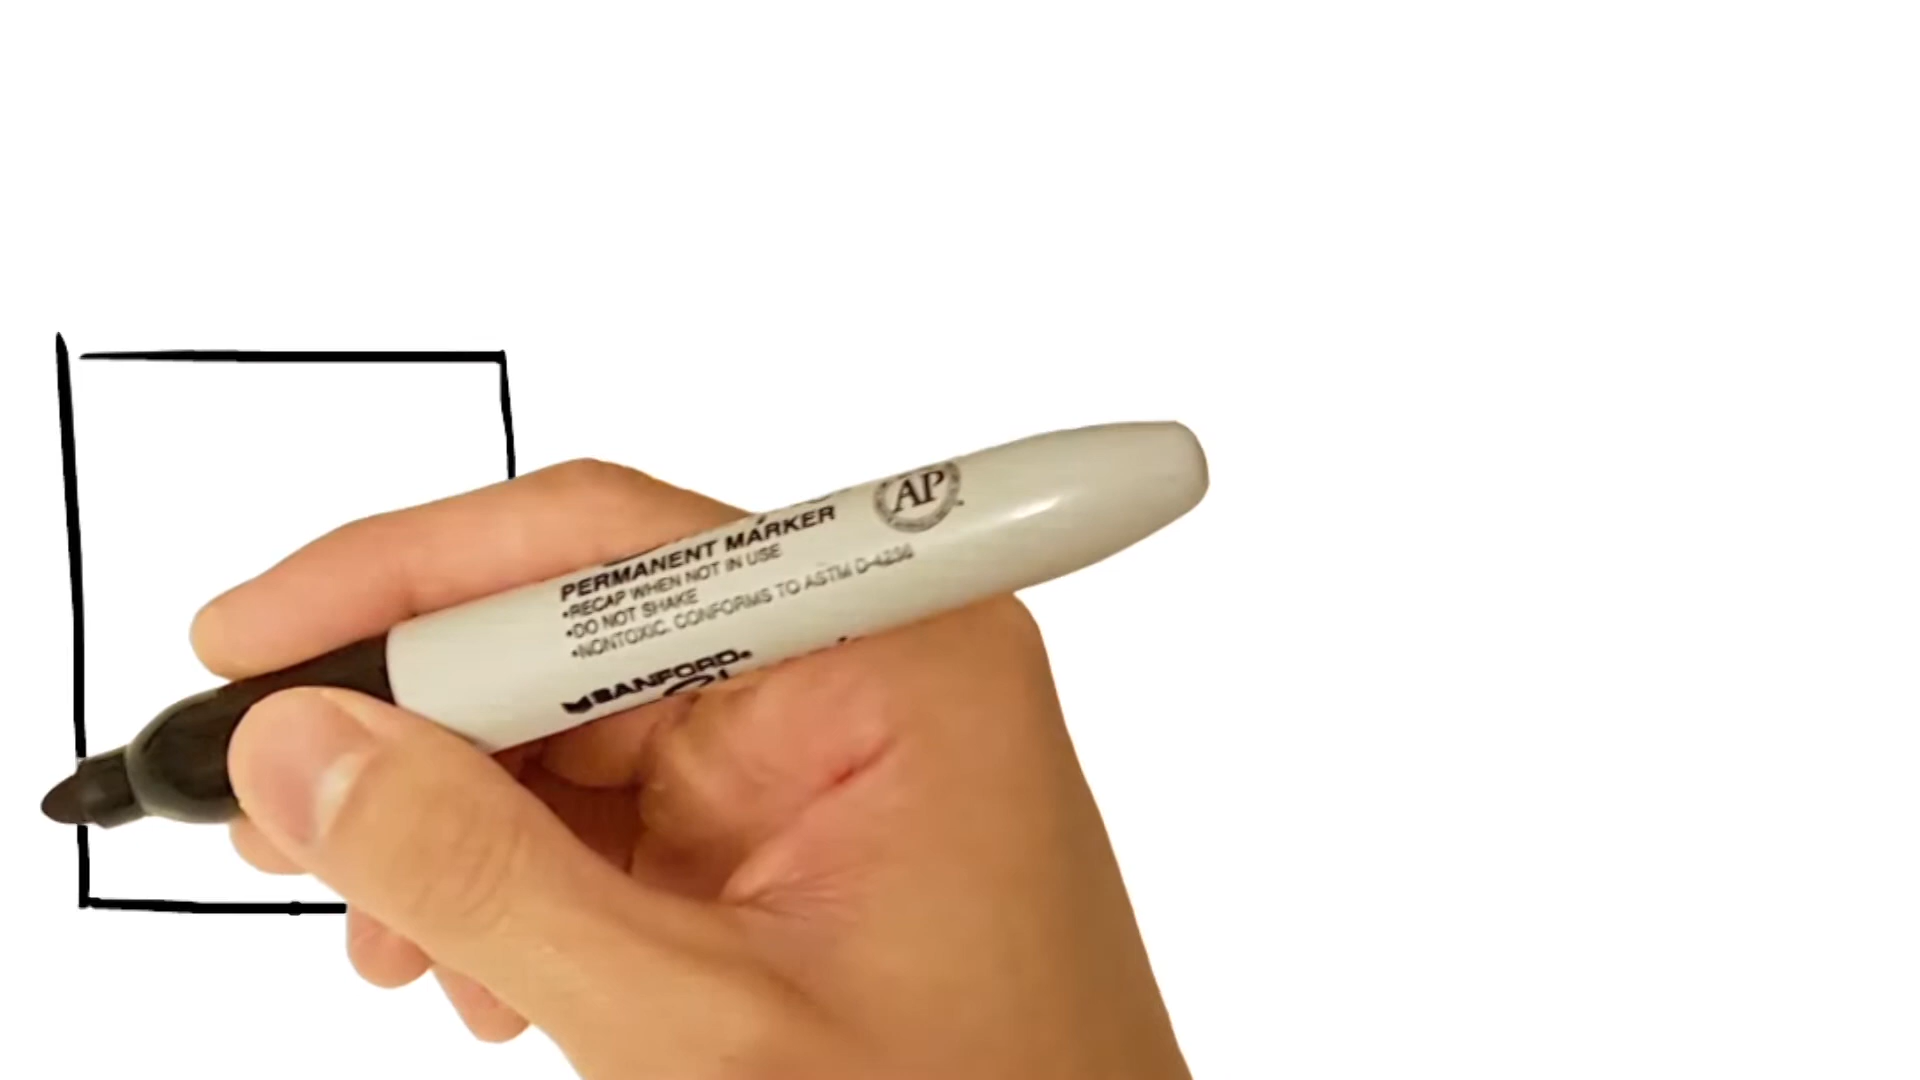 AP
PERMANENT MARKER
•RECAP WHEN NOT IN USE
•DO NOT SHAKE
•NONTOXIC. CONFORMS TO ASTM D-4236
SANFORD®